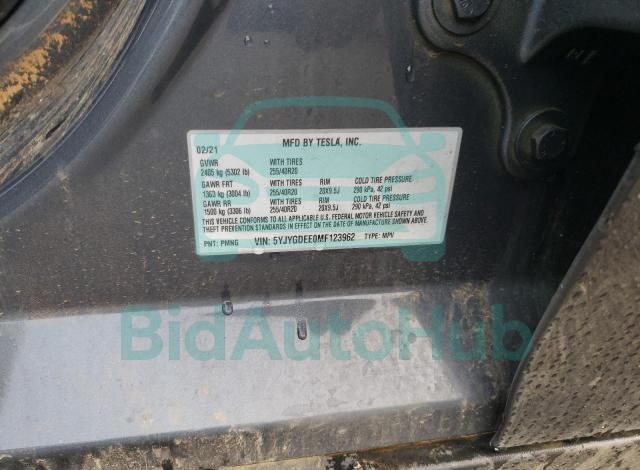 MFD BY TESLA, INC.
02/21
GVWR WITH TIRES
2405 kg (5302 lb) 255/40R20
GAWR FRT WITH TIRES RIM COLD TIRE PRESSURE
1363 kg (3004 lb) 255/40R20 20X9.5J 290 kPa, 42 psi
GAWR RR WITH TIRES RIM COLD TIRE PRESSURE
1500 kg (3306 lb) 255/40R20 20X9.5J 290 kPa, 42 psi
THIS VEHICLE CONFORMS TO ALL APPLICABLE U.S. FEDERAL MOTOR VEHICLE SAFETY AND
THEFT PREVENTION STANDARDS IN EFFECT ON THE DATE OF MANUFACTURE SHOWN ABOVE.
PNT: PMNG VIN: 5YJYGDEE0MF123962 TYPE: MPV
BidAutoHub